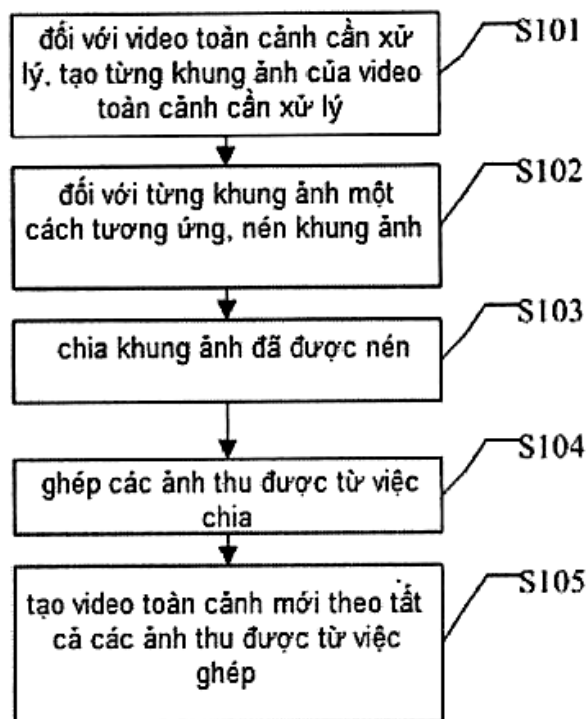 đối với video toàn cảnh cần xử
lý. tạo từng khung ảnh của video
toàn cảnh cần xử lý
S101
đối với từng khung ảnh một
cách tương ứng, nén khung ảnh
S102
chia khung ảnh đã được nén
S103
ghép các ảnh thu được từ việc
chia
S104
tạo video toàn cảnh mới theo tất
cả các ảnh thu được từ việc
ghép
S105